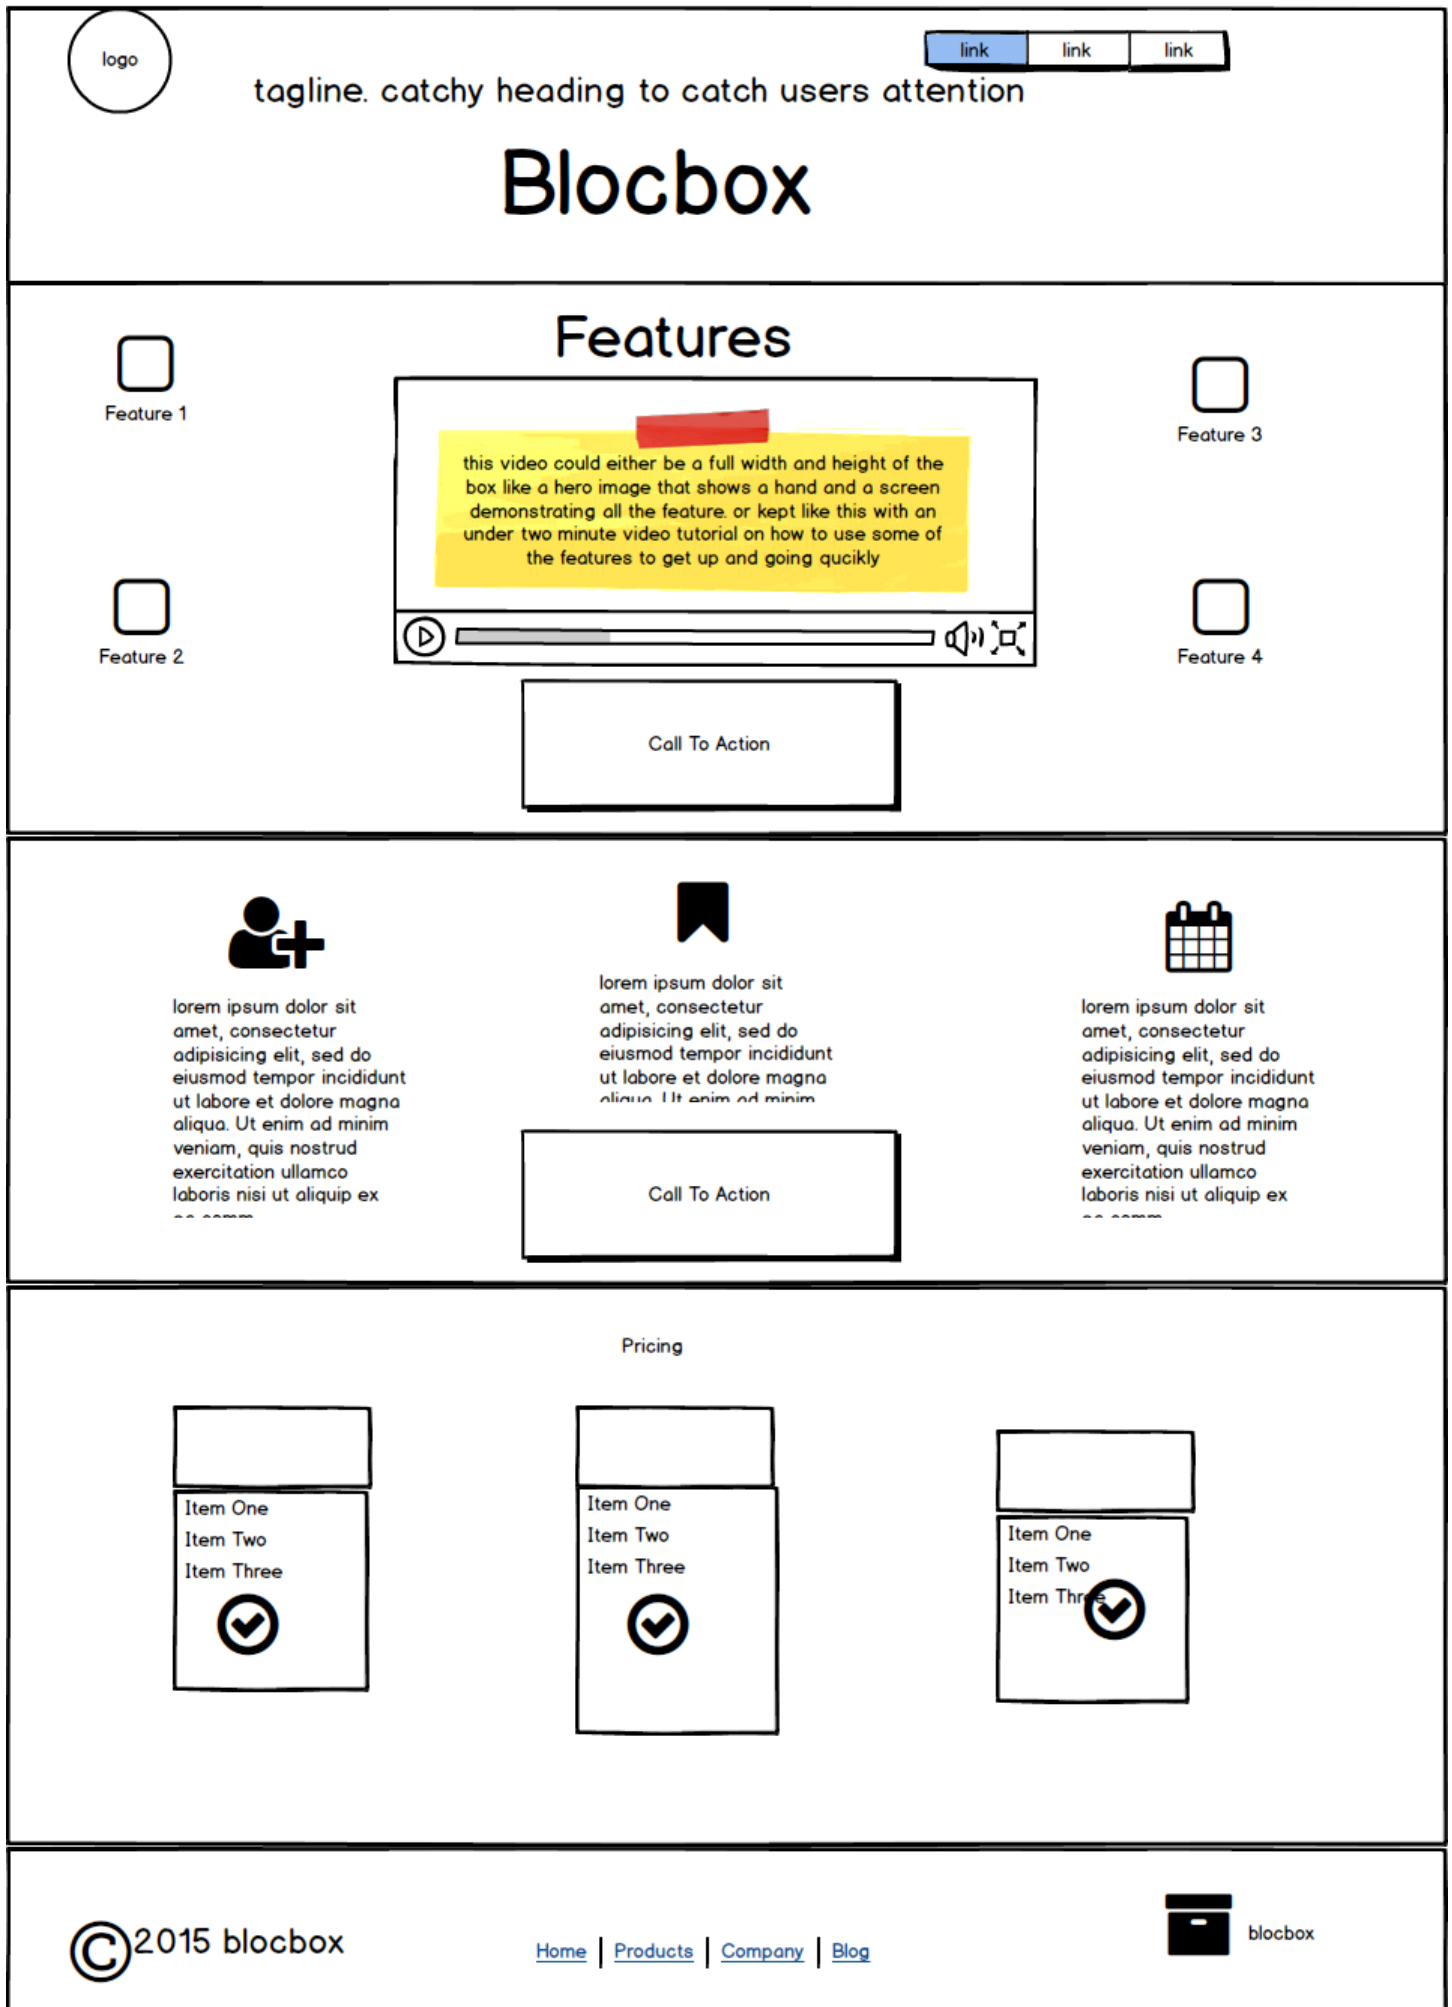 logo
link
link
link
tagline. catchy heading to catch users attention
Blocbox
Features
Feature 1
Feature 3
this video could either be a full width and height of the
box like a hero image that shows a hand and a screen
demonstrating all the feature. or kept like this with an
under two minute video tutorial on how to use some of
the features to get up and going qucikly
Feature 2
Feature 4
Call To Action
lorem ipsum dolor sit
amet, consectetur
adipisicing elit, sed do
eiusmod tempor incididunt
ut labore et dolore magna
aliqua. Ut enim ad minim
veniam, quis nostrud
exercitation ullamco
laboris nisi ut aliquip ex
lorem ipsum dolor sit
amet, consectetur
adipisicing elit, sed do
eiusmod tempor incididunt
ut labore et dolore magna
aliqua. Ut enim ad minim
Call To Action
lorem ipsum dolor sit
amet, consectetur
adipisicing elit, sed do
eiusmod tempor incididunt
ut labore et dolore magna
aliqua. Ut enim ad minim
veniam, quis nostrud
exercitation ullamco
laboris nisi ut aliquip ex
Pricing
Item One
Item Two
Item Three
Item One
Item Two
Item Three
Item One
Item Two
Item Three
© 2015 blocbox
Home | Products | Company | Blog
blocbox